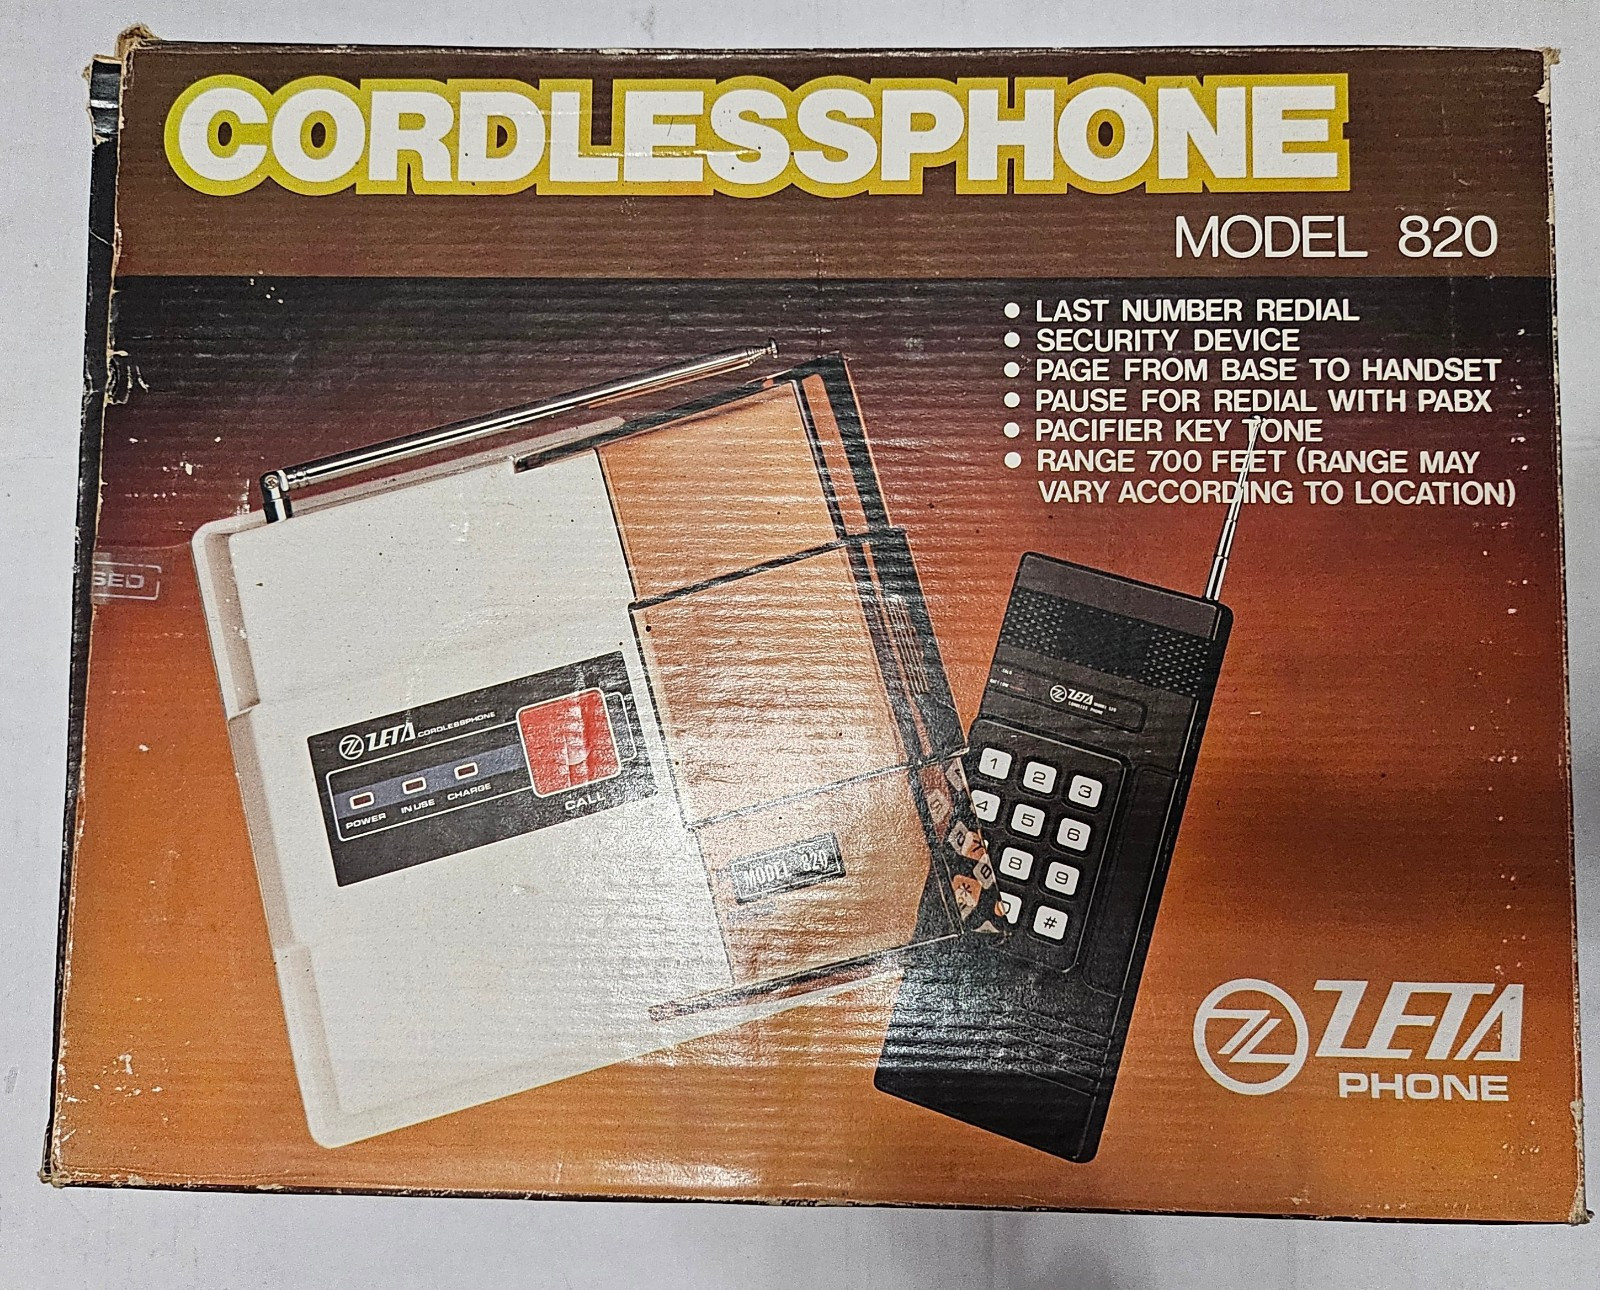 CORDLESSPHONE
MODEL 820
• LAST NUMBER REDIAL
• SECURITY DEVICE
• PAGE FROM BASE TO HANDSET
• PAUSE FOR REDIAL WITH PABX
• PACIFIER KEY TONE
• RANGE 700 FEET (RANGE MAY
VARY ACCORDING TO LOCATION)
SED
ZETA CORDLESSPHONE
POWER IN USE CHARGE
CALL
MODEL 820
ZETA
1 2 3
4 5 6
7 8 9
* 0 #
ZETA
PHONE